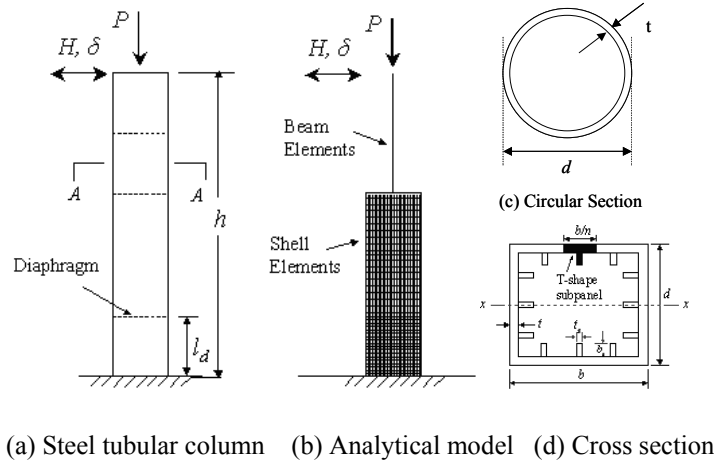 P
H, δ
A
A
h
Diaphragm
l_d
P
H, δ
Beam
Elements
Shell
Elements
t
d
(c) Circular Section
b/n
T-shape
subpanel
d
x
x
t
t_s
b_s
b
(a) Steel tubular column (b) Analytical model (d) Cross section